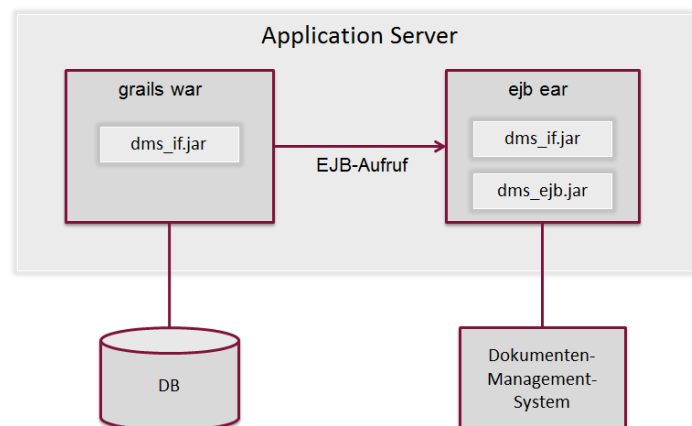 Application Server
grails war
dms_if.jar
EJB-Aufruf
ejb ear
dms_if.jar
dms_ejb.jar
DB
Dokumenten-
Management-
System